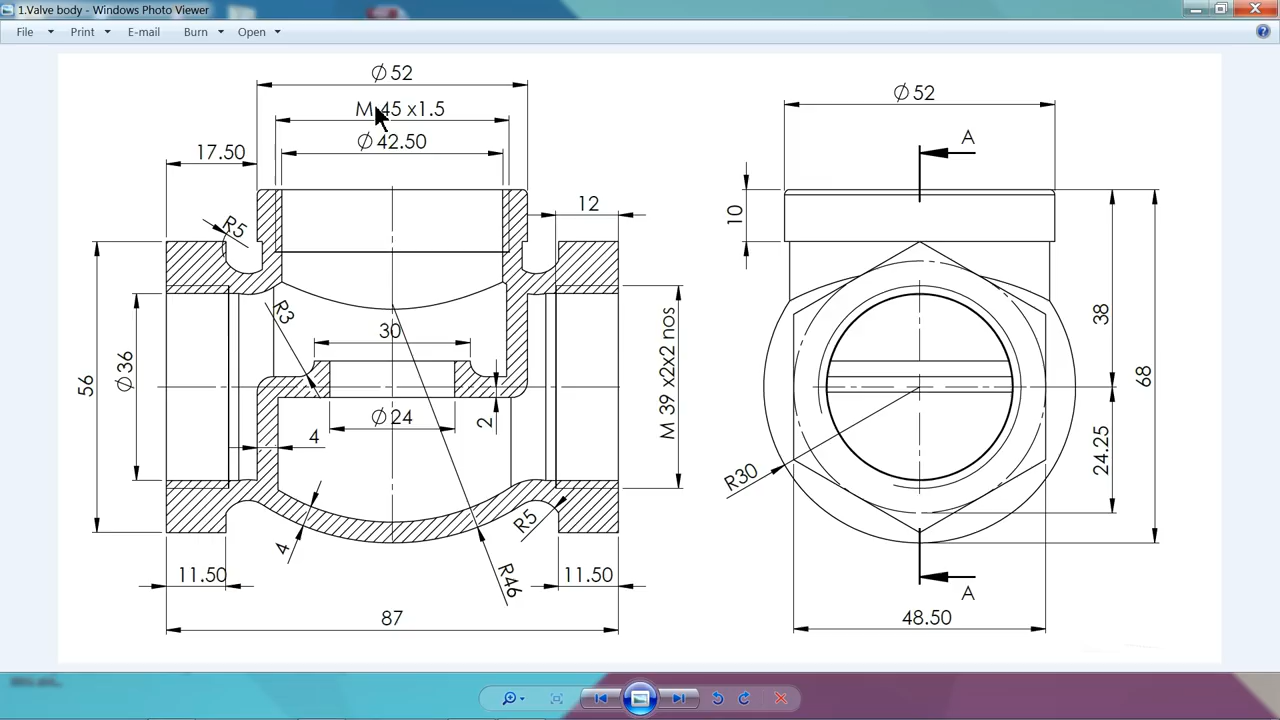 1.Valve body - Windows Photo Viewer
File Print E-mail Burn Open
∅52
M 45 x1.5
∅42.50
17.50
R5
12
56
∅36
R3
30
∅24
2
4
4
M 39 x2x2 nos
R5
R46
11.50
11.50
87
∅52
A
10
38
68
24.25
R30
A
48.50